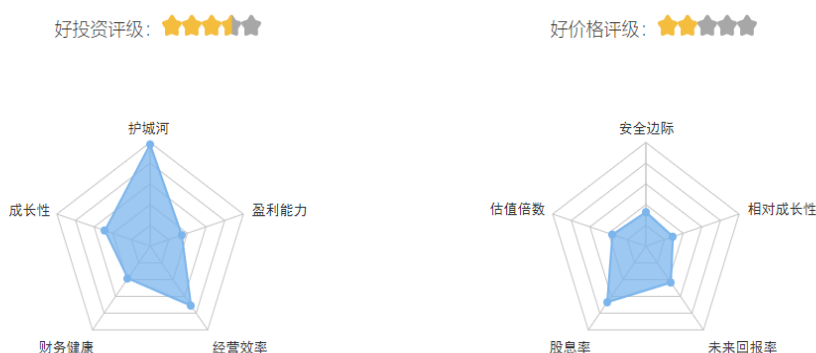 好投资评级：
好价格评级：
护城河
成长性
盈利能力
财务健康
经营效率
安全边际
估值倍数
相对成长性
股息率
未来回报率